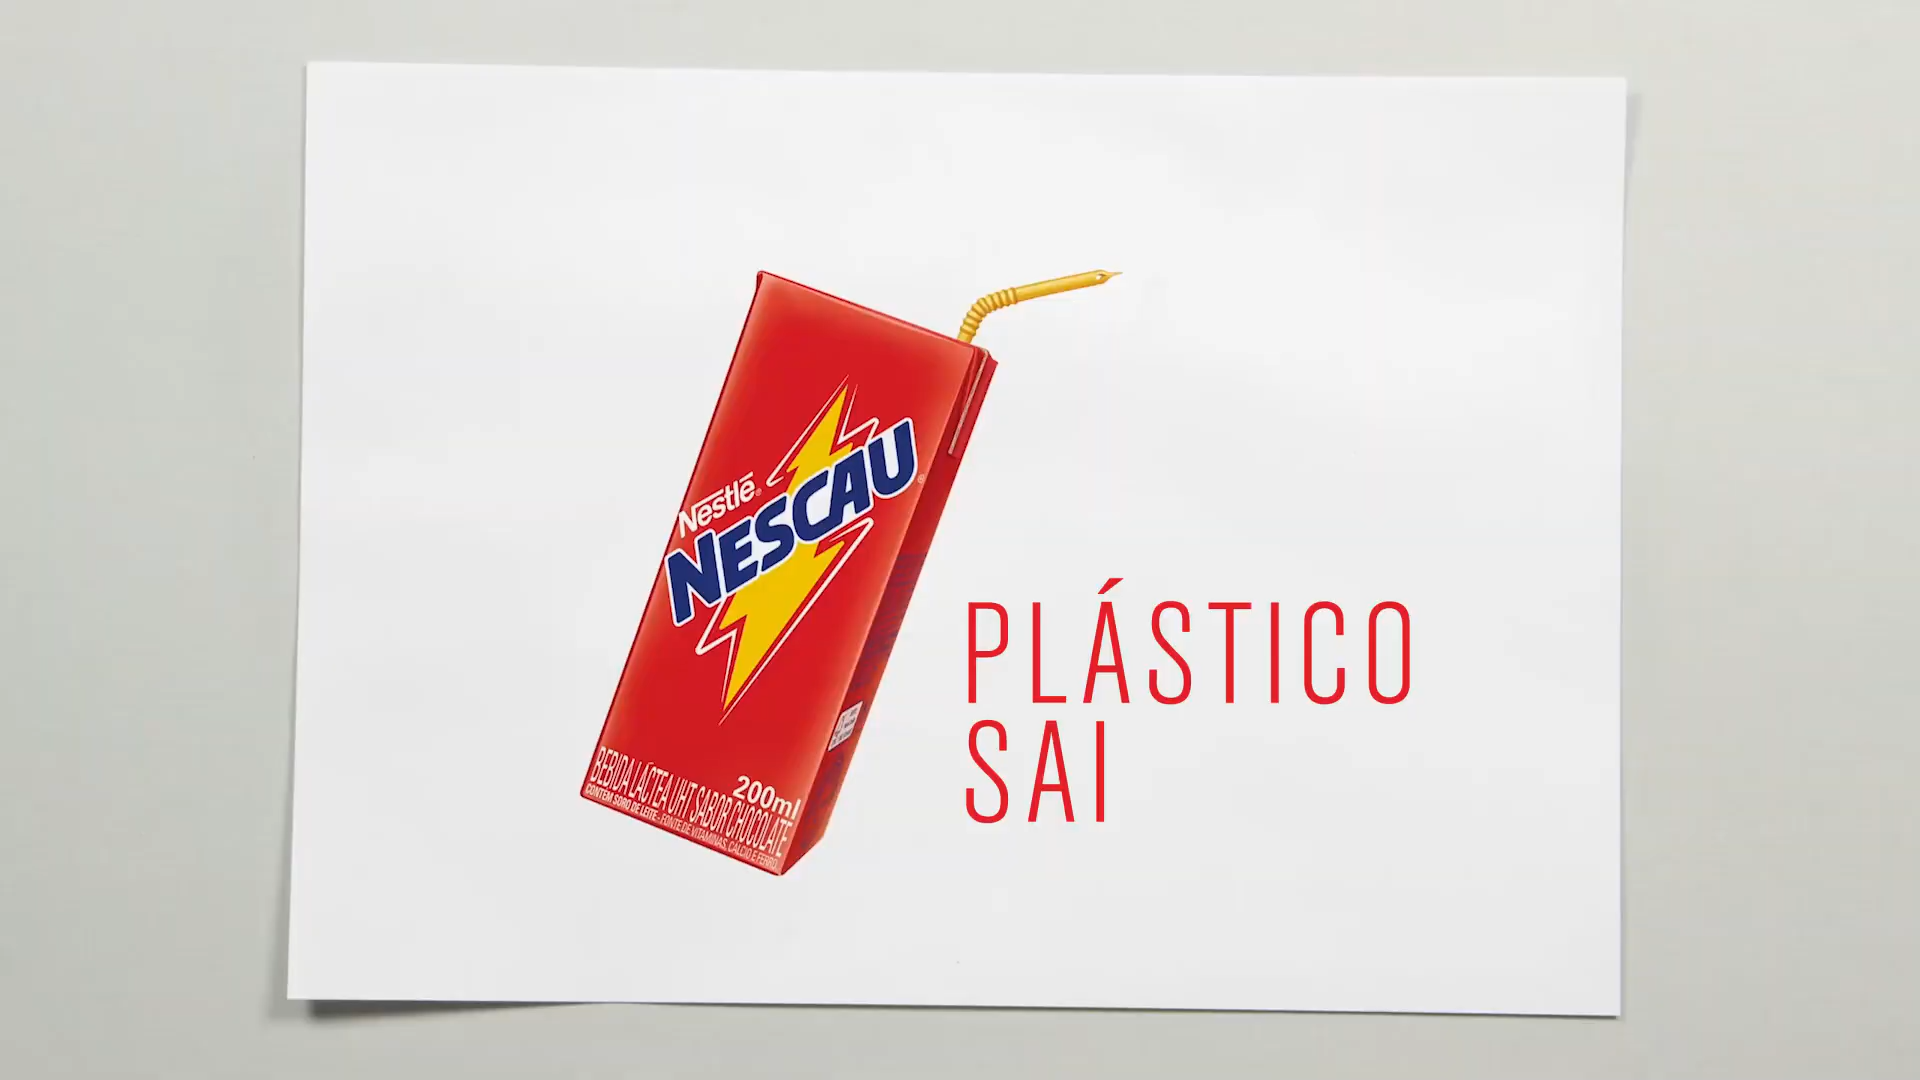 Nestlé
NESCAU
200ml
BEBIDA LÁCTEA UHT SABOR CHOCOLATE
CONTÉM SORO DE LEITE - FONTE DE VITAMINAS, CÁLCIO E FERRO.
PLÁSTICO
SAI